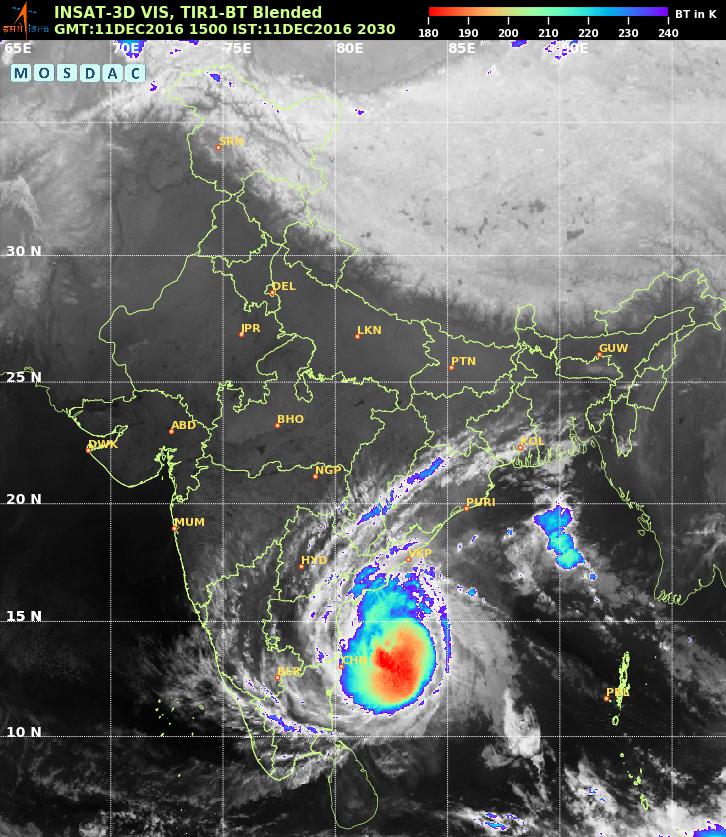 INSAT-3D VIS, TIR1-BT Blended
GMT:11DEC2016 1500 IST:11DEC2016 2030
BT in K
180 190 200 210 220 230 240
65E 70E 75E 80E 85E 90E
MOSDAC
SRN
30 N
DEL
JPR LKN
GUW
PTN
25 N
BHO
ABD
DWK KOL
NGP
20 N
PURI
MUM
VKP
HYD
15 N
CHN
BLR
PBL
10 N